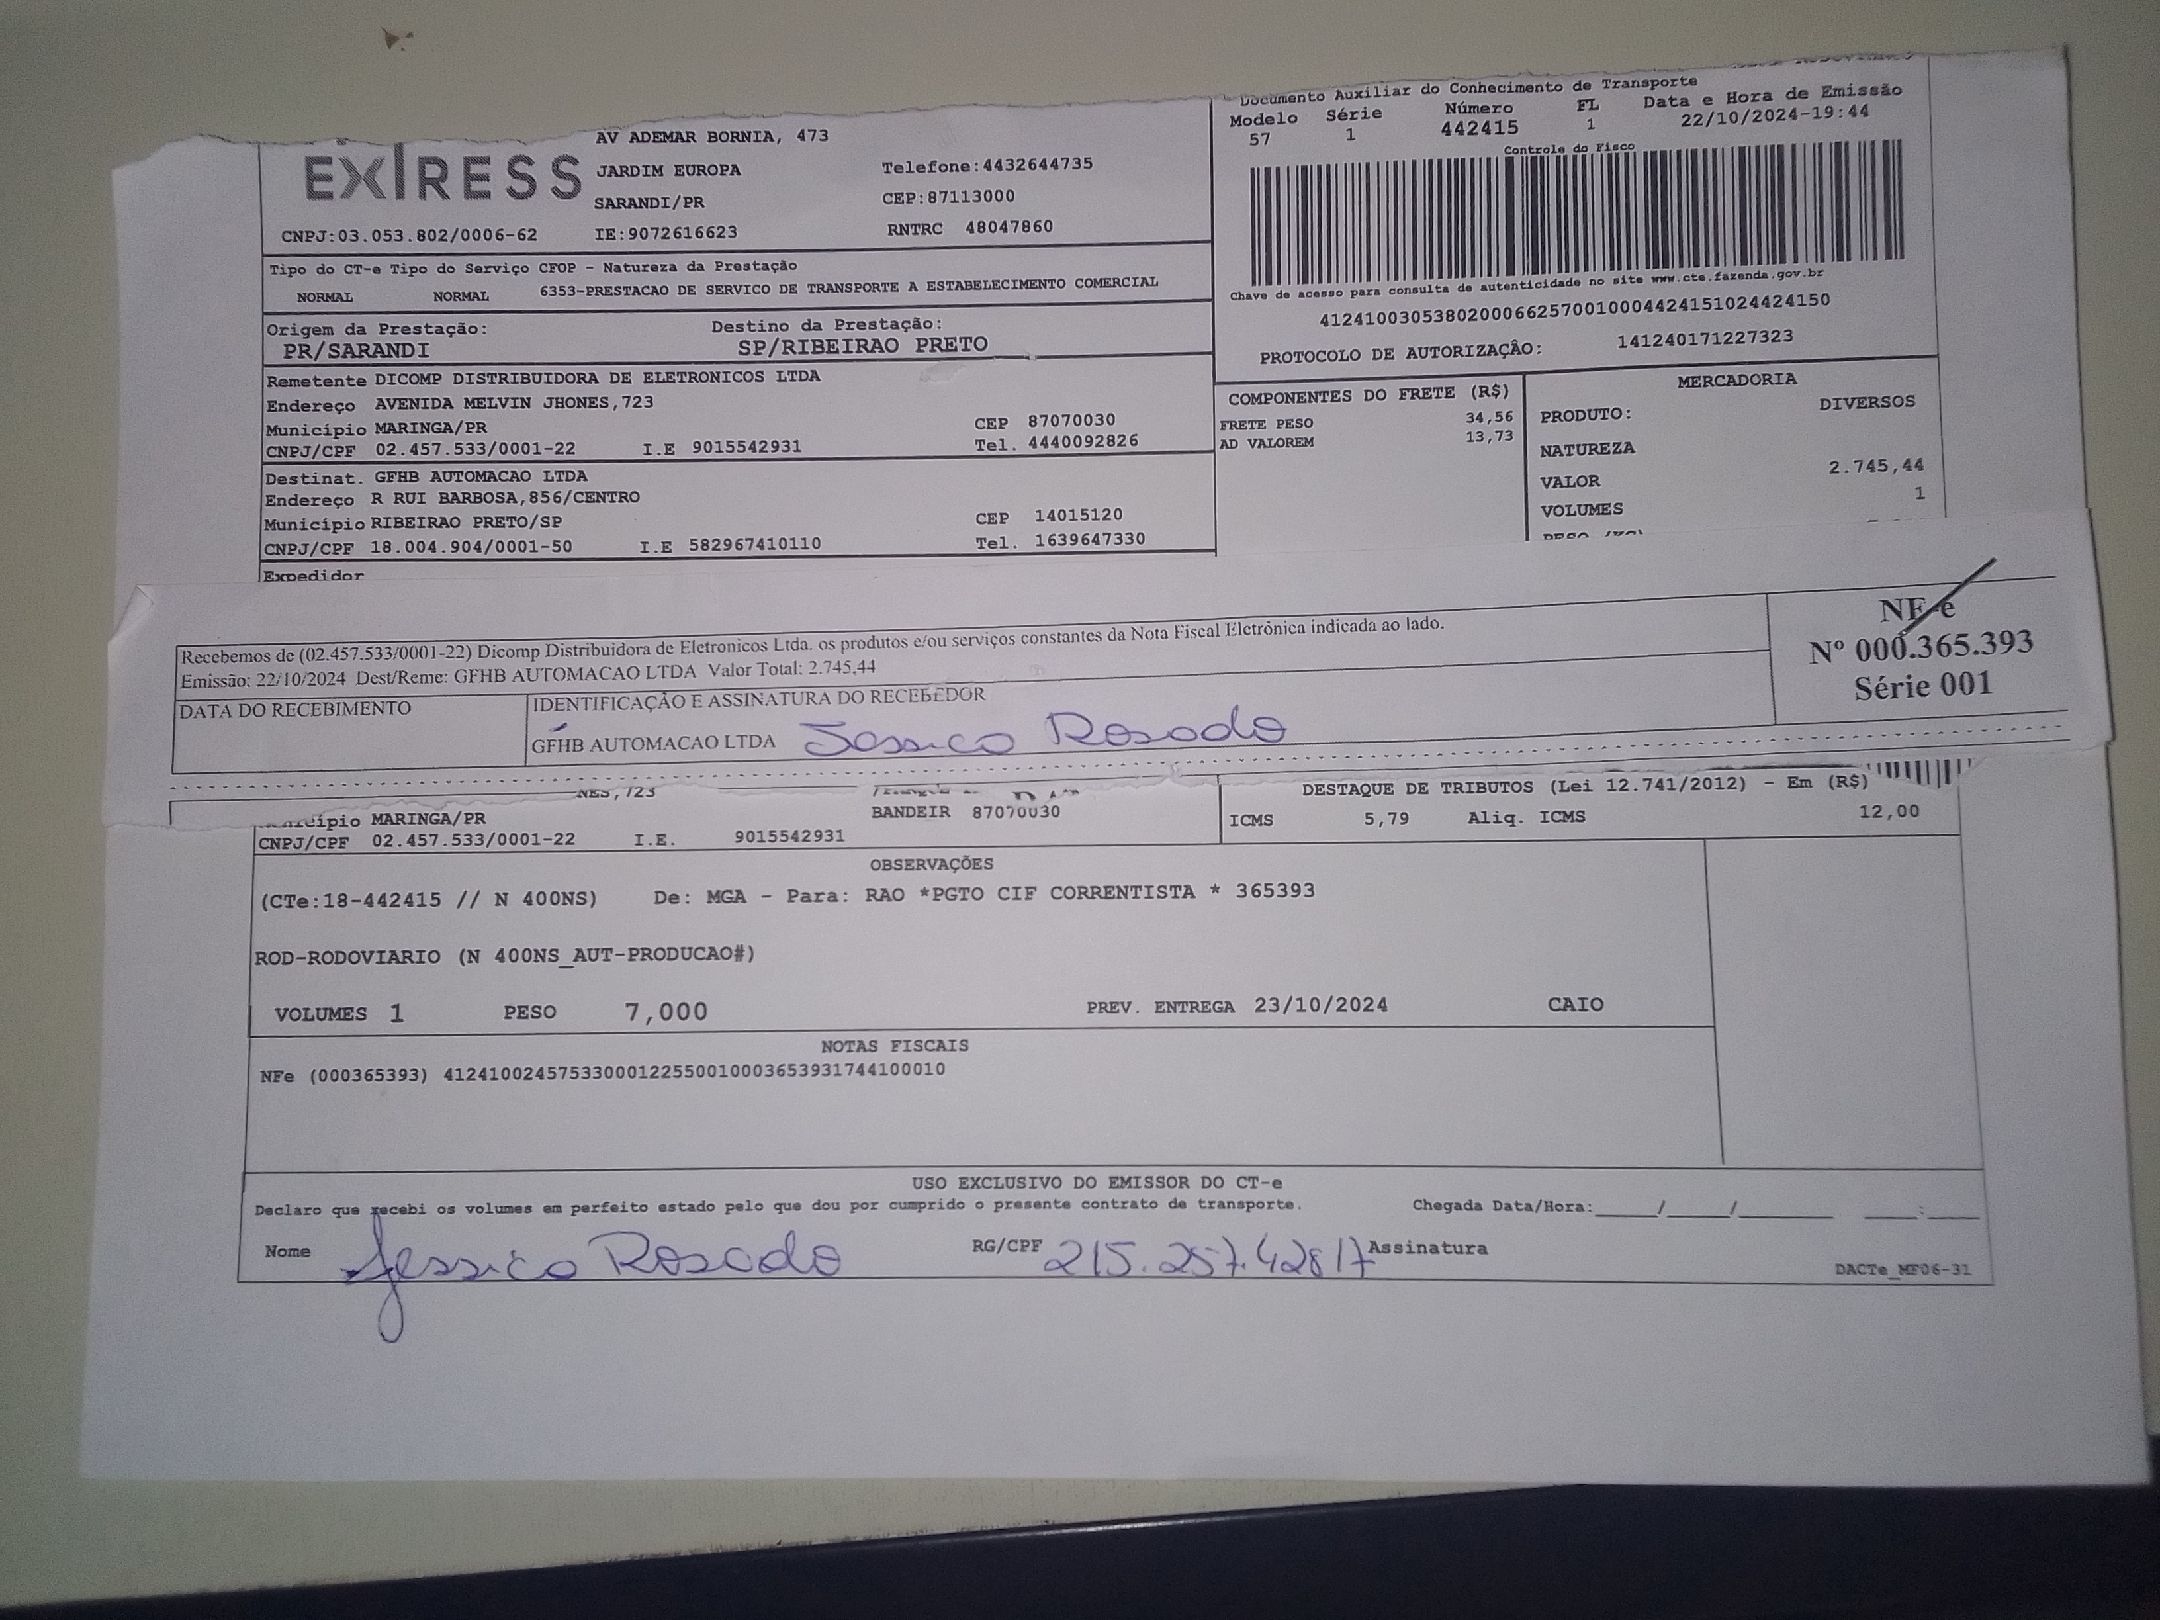 EXPRESS
AV ADEMAR BORNIA, 473
JARDIM EUROPA
Telefone:4432644735
SARANDI/PR
CEP:87113000
CNPJ:03.053.802/0006-62
IE:9072616623
RNTRC 48047860
Documento Auxiliar do Conhecimento de Transporte
Modelo Série Número FL Data e Hora de Emissão
57 1 442415 1 22/10/2024-19:44
Controle do Fisco
Chave de acesso para consulta de autenticidade no site www.cte.fazenda.gov.br
41241003053802000662570010004424151024424150
PROTOCOLO DE AUTORIZAÇÃO: 141240171227323
Tipo do CT-e Tipo do Serviço CFOP - Natureza da Prestação
NORMAL NORMAL 6353-PRESTACAO DE SERVICO DE TRANSPORTE A ESTABELECIMENTO COMERCIAL
Origem da Prestação: Destino da Prestação:
PR/SARANDI SP/RIBEIRAO PRETO
Remetente DICOMP DISTRIBUIDORA DE ELETRONICOS LTDA
Endereço AVENIDA MELVIN JHONES,723
Município MARINGA/PR CEP 87070030
CNPJ/CPF 02.457.533/0001-22 I.E 9015542931 Tel. 4440092826
Destinat. GFHB AUTOMACAO LTDA
Endereço R RUI BARBOSA,856/CENTRO
Município RIBEIRAO PRETO/SP CEP 14015120
CNPJ/CPF 18.004.904/0001-50 I.E 582967410110 Tel. 1639647330
Expedidor
COMPONENTES DO FRETE (R$)
FRETE PESO 34,56
AD VALOREM 13,73
MERCADORIA
PRODUTO: DIVERSOS
NATUREZA
VALOR 2.745,44
VOLUMES 1
Recebemos de (02.457.533/0001-22) Dicomp Distribuidora de Eletronicos Ltda. os produtos e/ou serviços constantes da Nota Fiscal Eletrônica indicada ao lado.
Emissão: 22/10/2024 Dest/Reme: GFHB AUTOMACAO LTDA Valor Total: 2.745,44
DATA DO RECEBIMENTO
IDENTIFICAÇÃO E ASSINATURA DO RECEBEDOR
GFHB AUTOMACAO LTDA Jessica Rosado
NF-e
Nº 000.365.393
Série 001
NES,723
Município MARINGA/PR BANDEIR 87070030
CNPJ/CPF 02.457.533/0001-22 I.E. 9015542931
DESTAQUE DE TRIBUTOS (Lei 12.741/2012) - Em (R$)
ICMS 5,79 Aliq. ICMS 12,00
OBSERVAÇÕES
(CTe:18-442415 // N 400NS) De: MGA - Para: RAO *PGTO CIF CORRENTISTA * 365393
ROD-RODOVIARIO (N 400NS_AUT-PRODUCAO#)
VOLUMES 1 PESO 7,000 PREV. ENTREGA 23/10/2024 CAIO
NOTAS FISCAIS
NFe (000365393) 41241002457533000122550010003653931744100010
USO EXCLUSIVO DO EMISSOR DO CT-e
Declaro que recebi os volumes em perfeito estado pelo que dou por cumprido o presente contrato de transporte. Chegada Data/Hora:_____/_____/________ ____:____
Nome Jessica Rosado RG/CPF 215.257.42817 Assinatura
DACTe_MF06-31